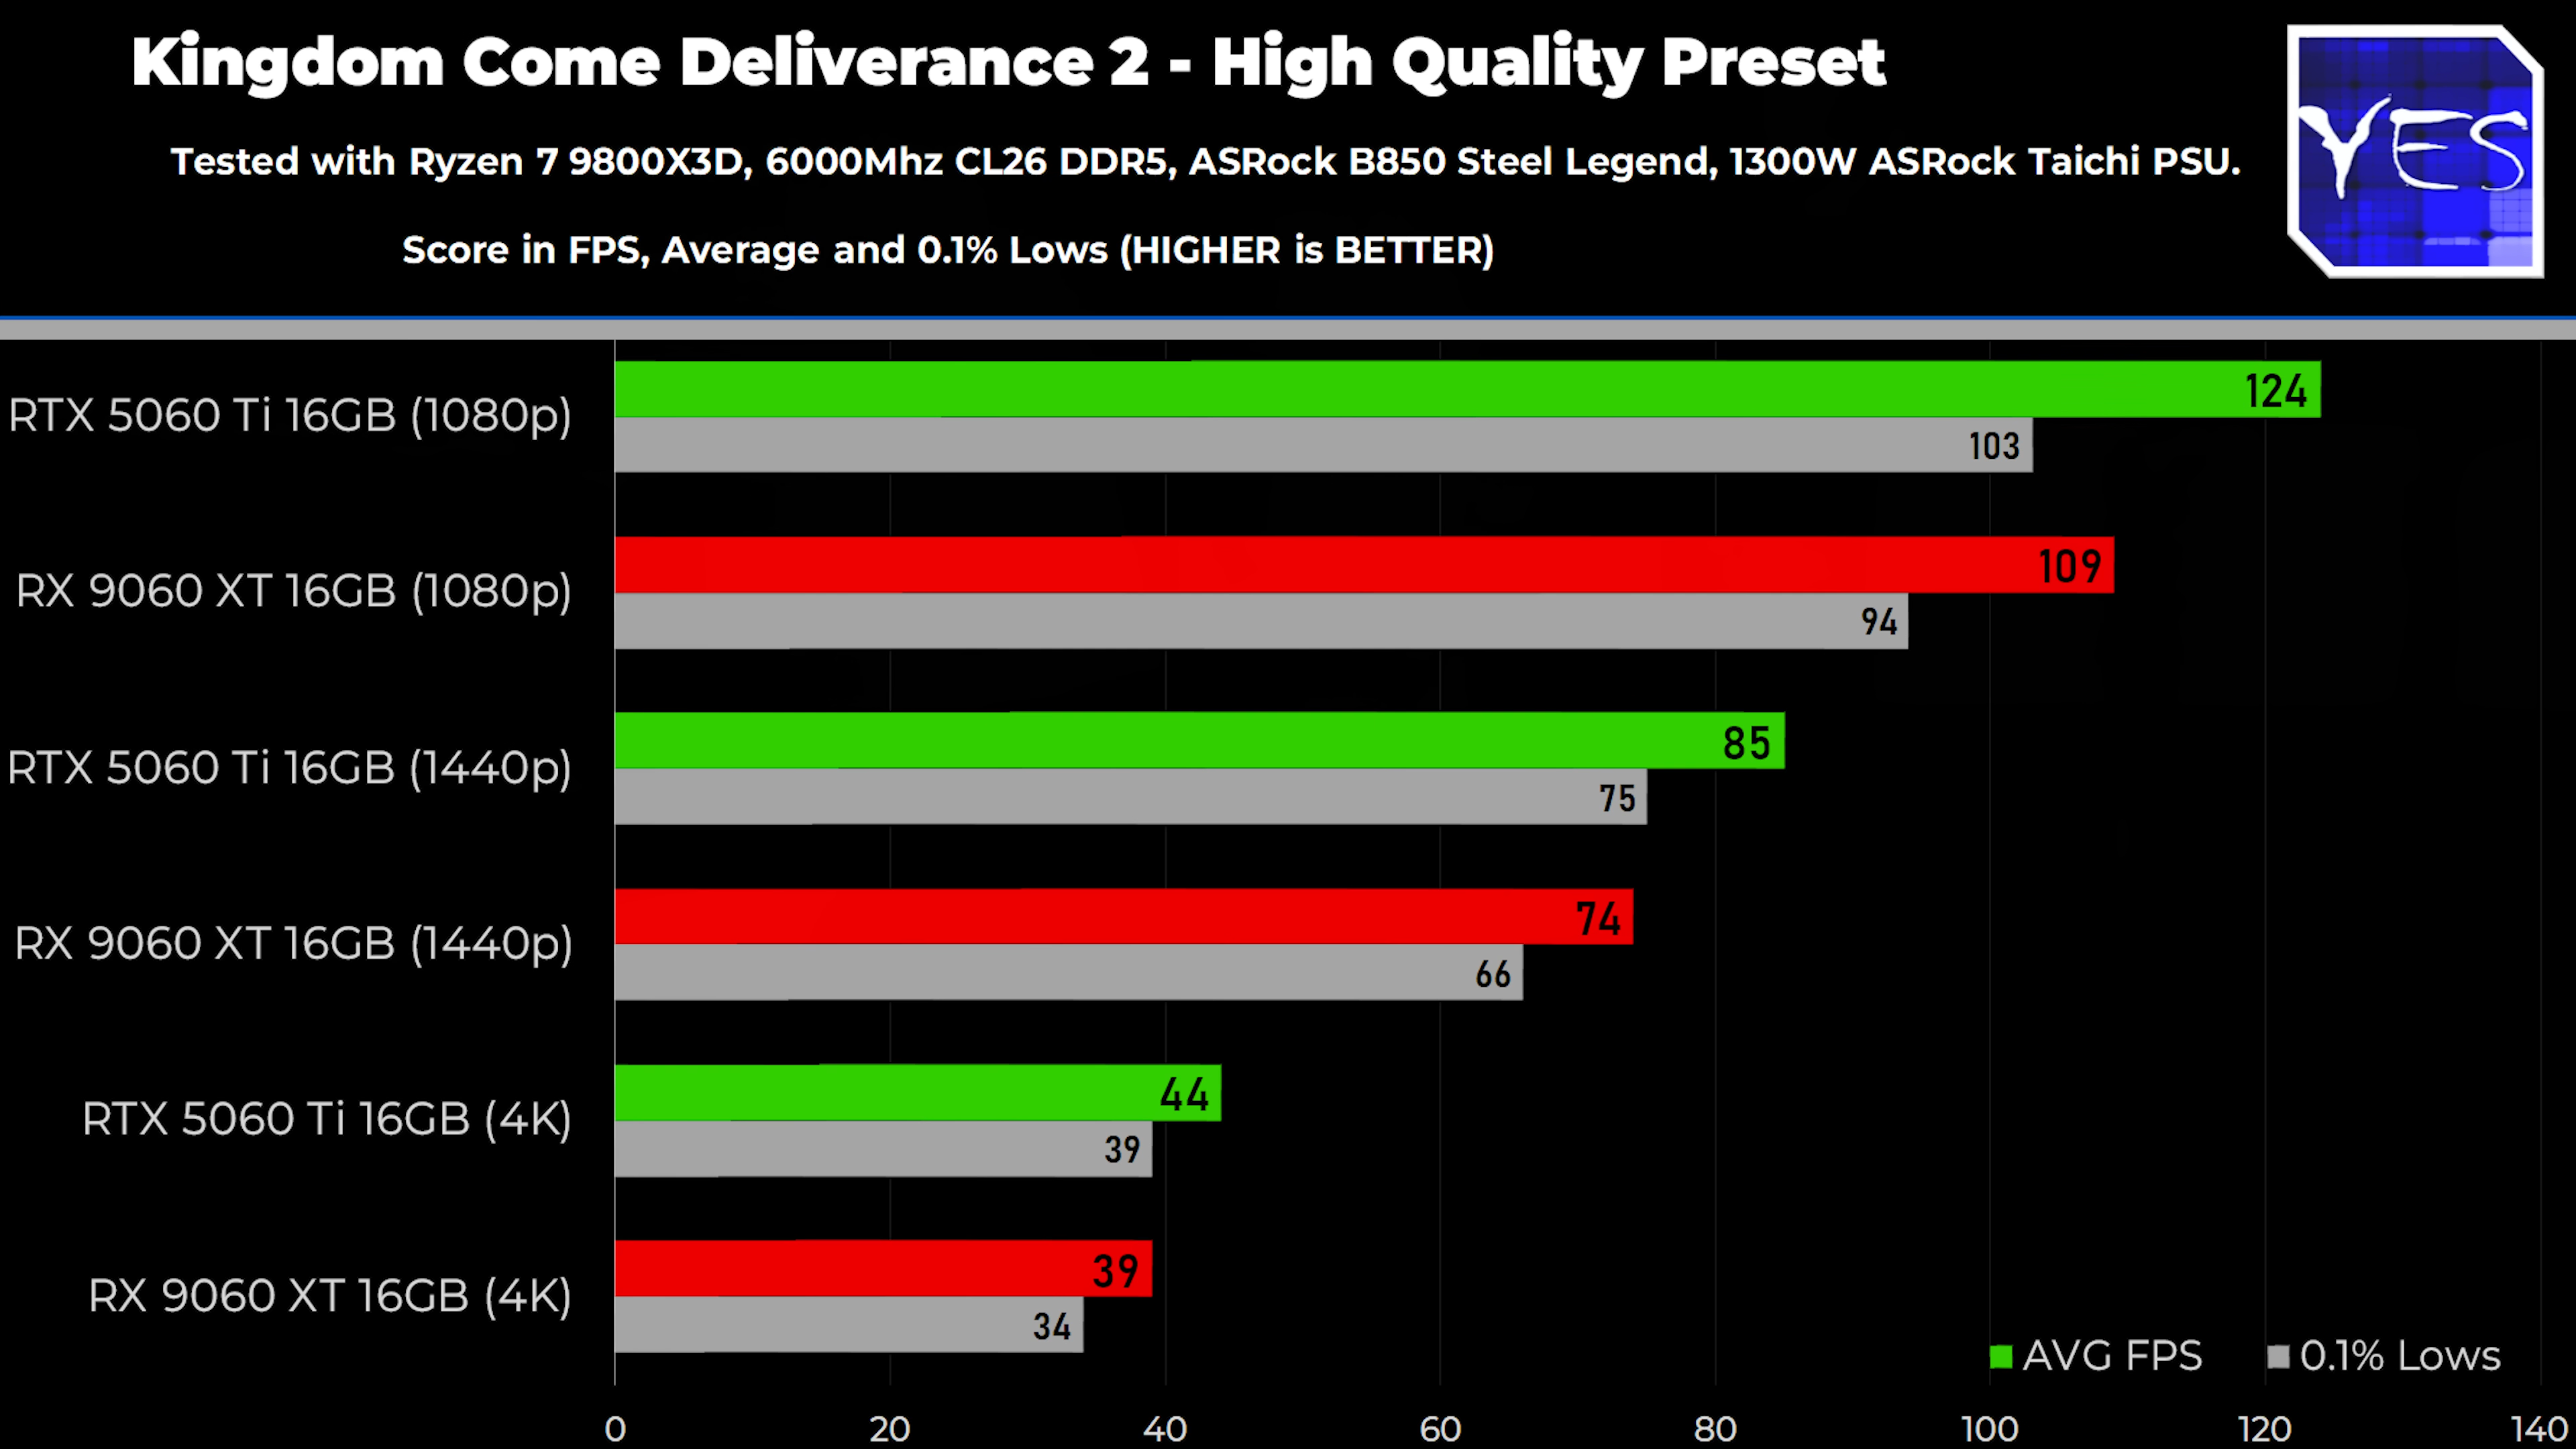 Kingdom Come Deliverance 2 - High Quality Preset
Tested with Ryzen 7 9800X3D, 6000Mhz CL26 DDR5, ASRock B850 Steel Legend, 1300W ASRock Taichi PSU.
Score in FPS, Average and 0.1% Lows (HIGHER is BETTER)
YES
RTX 5060 Ti 16GB (1080p)
124
103
RX 9060 XT 16GB (1080p)
109
94
RTX 5060 Ti 16GB (1440p)
85
75
RX 9060 XT 16GB (1440p)
74
66
RTX 5060 Ti 16GB (4K)
44
39
RX 9060 XT 16GB (4K)
39
34
AVG FPS 0.1% Lows
0 20 40 60 80 100 120 140